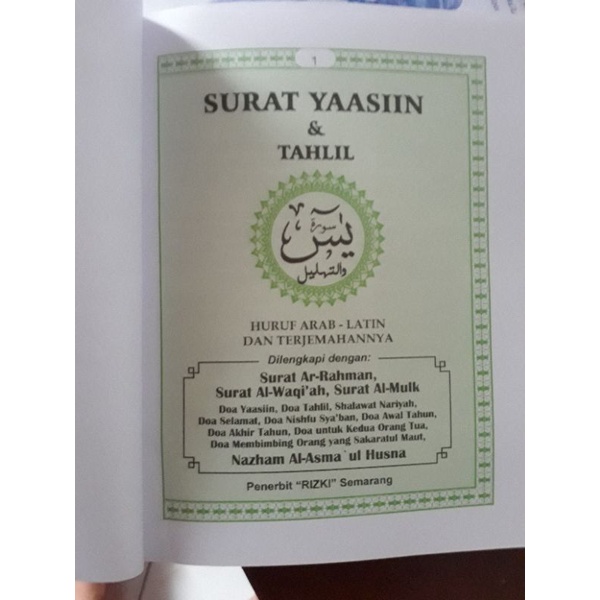 1
SURAT YAASIIN
&
TAHLIL
سورة
يٰسٓ
والتهليل
HURUF ARAB - LATIN
DAN TERJEMAHANNYA
Dilengkapi dengan:
Surat Ar-Rahman,
Surat Al-Waqi'ah, Surat Al-Mulk
Doa Yaasiin, Doa Tahlil, Shalawat Nariyah,
Doa Selamat, Doa Nishfu Sya'ban, Doa Awal Tahun,
Doa Akhir Tahun, Doa untuk Kedua Orang Tua,
Doa Membimbing Orang yang Sakaratul Maut,
Nazham Al-Asma`ul Husna
Penerbit "RIZKI" Semarang